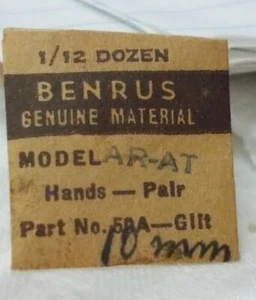 1/12 DOZEN
BENRUS
GENUINE MATERIAL
MODEL AR-AT
Hands — Pair
Part No. 58A—Gilt
10 mm